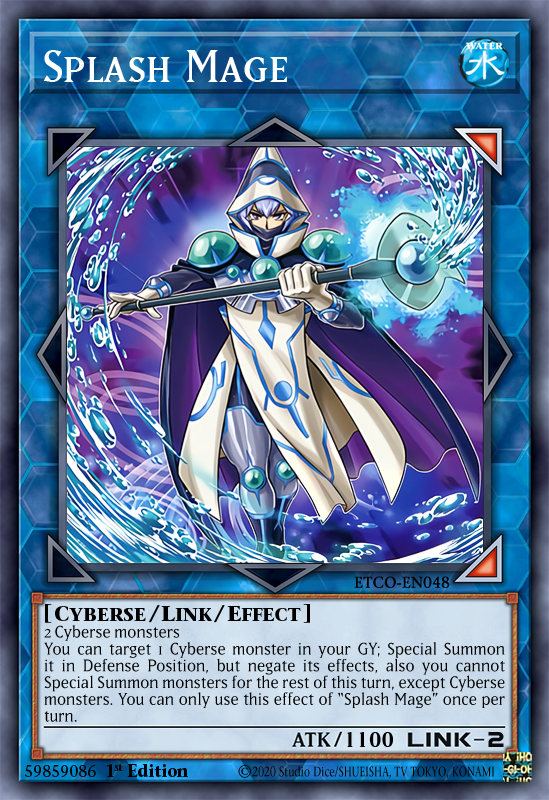 SPLASH MAGE
WATER
水
ETCO-EN048
[CYBERSE/LINK/EFFECT]
2 Cyberse monsters
You can target 1 Cyberse monster in your GY; Special Summon
it in Defense Position, but negate its effects, also you cannot
Special Summon monsters for the rest of this turn, except Cyberse
monsters. You can only use this effect of "Splash Mage" once per
turn.
ATK/1100 LINK-2
59859086 1st Edition ©2020 Studio Dice/SHUEISHA, TV TOKYO, KONAMI